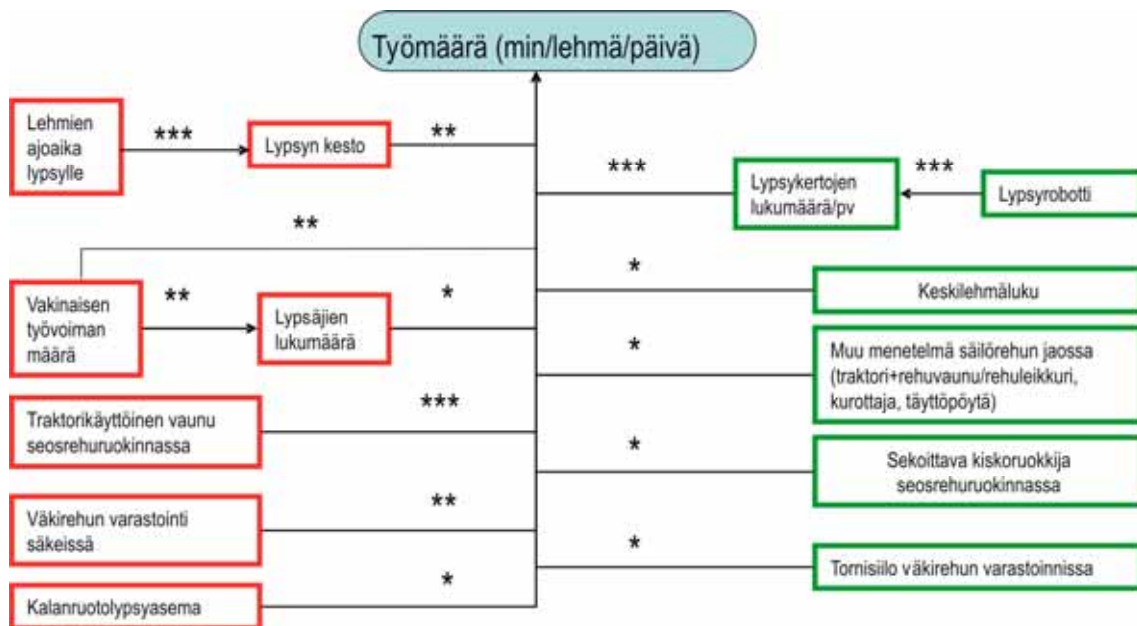 Työmäärä (min/lehmä/päivä)
Lehmien
ajoaika
lypsylle
***
Lypsyn kesto
**
***
Lypsykertojen
lukumäärä/pv
***
Lypsyrobotti
**
Vakinaisen
työvoiman
määrä
**
Lypsäjien
lukumäärä
*
*
Keskilehmäluku
*
Muu menetelmä säilörehun jaossa
(traktori+rehuvaunu/rehuleikkuri,
kurottaja, täyttöpöytä)
Traktorikäyttöinen vaunu
seosrehuruokinnassa
***
*
Sekoittava kiskoruokkija
seosrehuruokinnassa
Väkirehun varastointi
säkeissä
**
*
Tornisiilo väkirehun varastoinnissa
Kalanruotolypsyasema
*